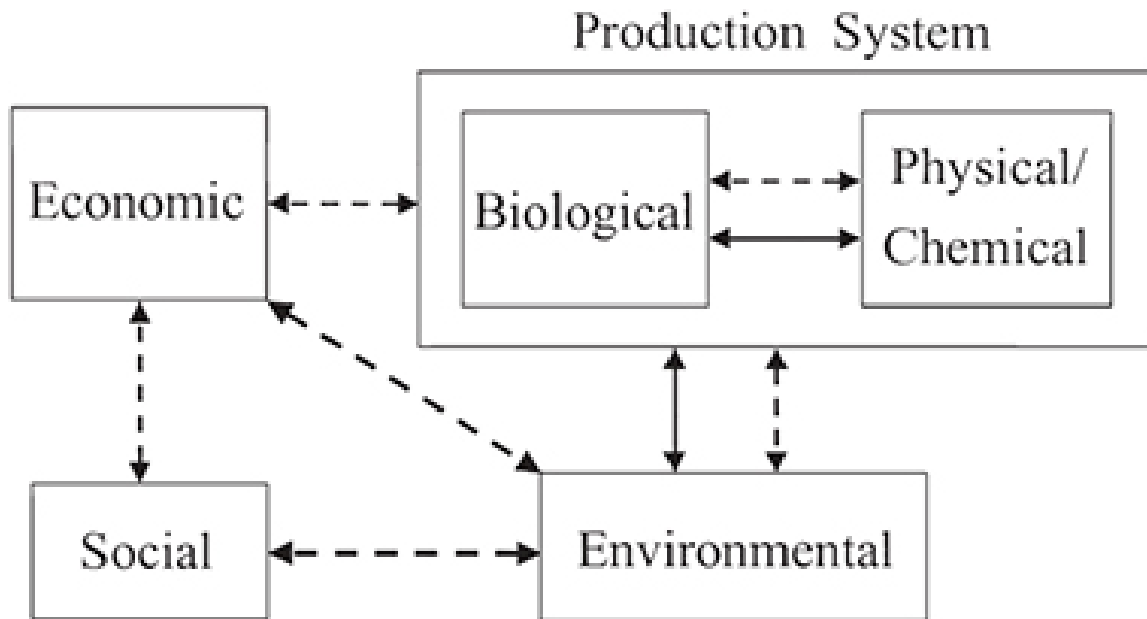 Production System
Economic
Biological
Physical/
Chemical
Social
Environmental